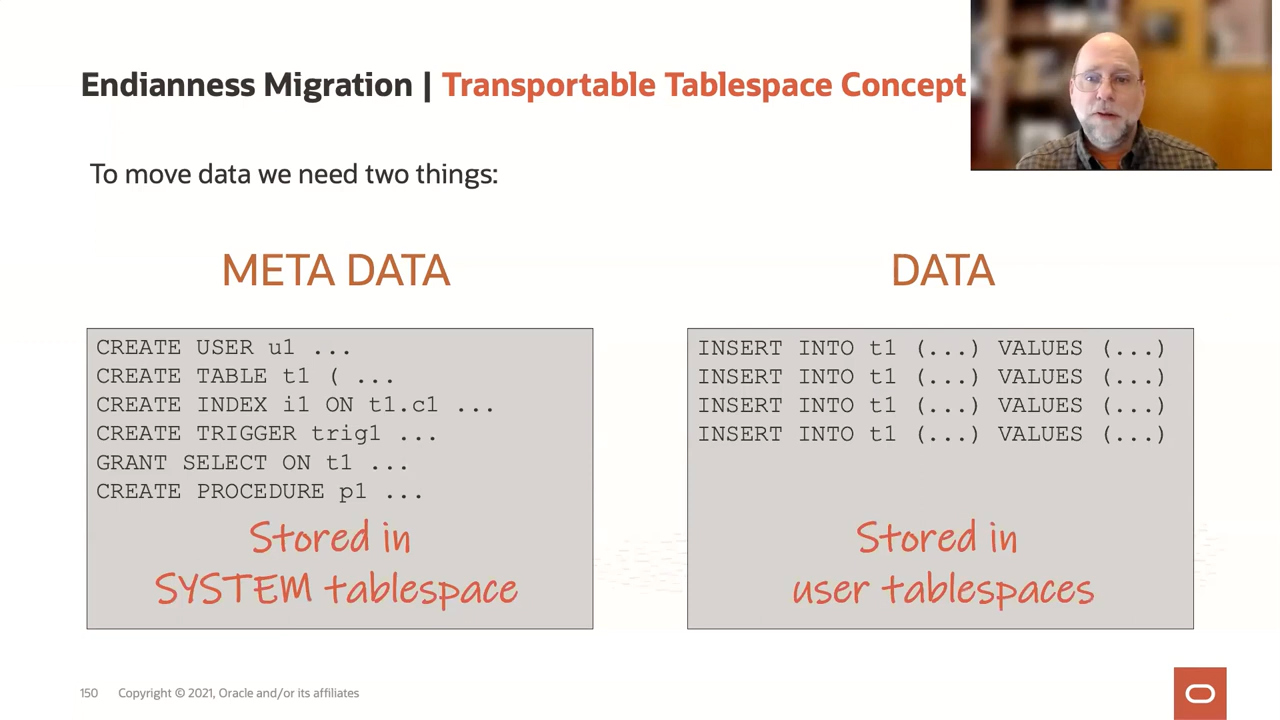 Endianness Migration | Transportable Tablespace Concept
To move data we need two things:
META DATA
CREATE USER u1 ...
CREATE TABLE t1 ( ...
CREATE INDEX i1 ON t1.c1 ...
CREATE TRIGGER trig1 ...
GRANT SELECT ON t1 ...
CREATE PROCEDURE p1 ...
Stored in
SYSTEM tablespace
DATA
INSERT INTO t1 (...) VALUES (...)
INSERT INTO t1 (...) VALUES (...)
INSERT INTO t1 (...) VALUES (...)
INSERT INTO t1 (...) VALUES (...)
Stored in
user tablespaces
150 Copyright © 2021, Oracle and/or its affiliates